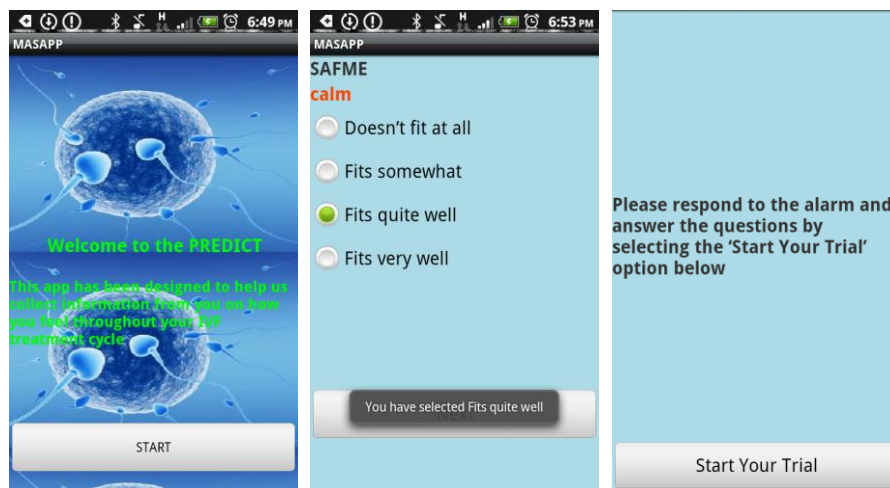 6:49 PM
MASAPP
Welcome to the PREDICT
This app has been designed to help us
collect information from you on how
you feel throughout your IVF
treatment cycle
START
H
6:53 PM
MASAPP
SAFME
calm
Doesn't fit at all
Fits somewhat
Fits quite well
Fits very well
Next
You have selected Fits quite well
Please respond to the alarm and
answer the questions by
selecting the ‘Start Your Trial’
option below
Start Your Trial